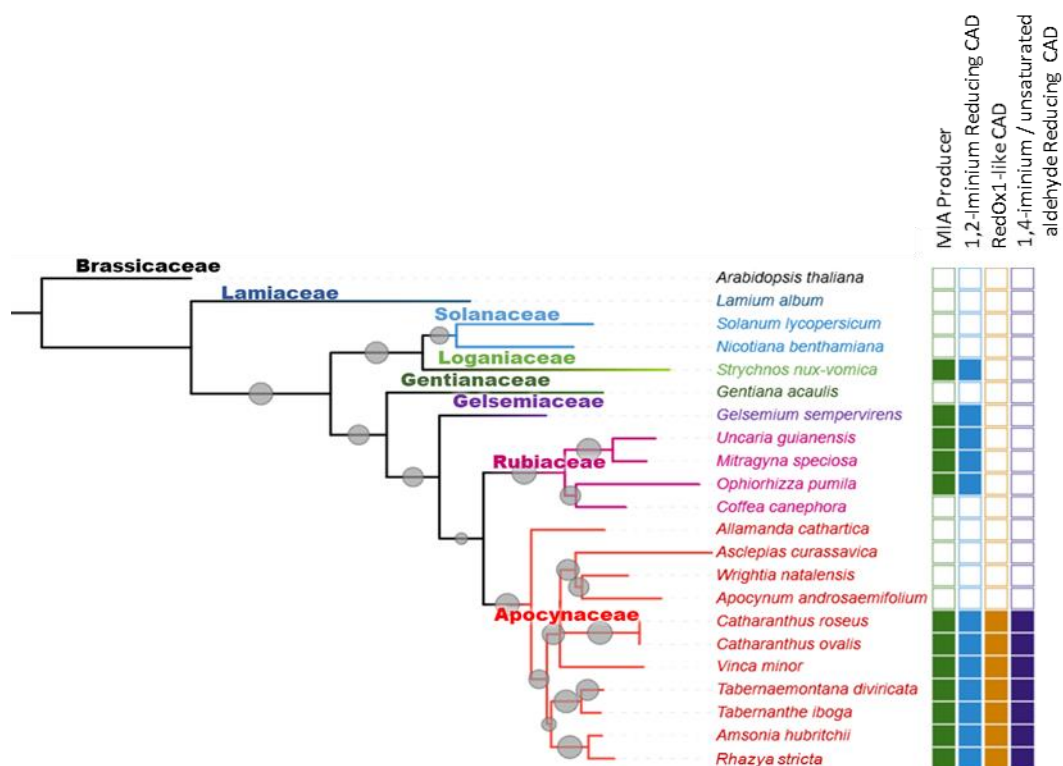 MIA Producer
1,2-Iminium Reducing CAD
RedOx1-like CAD
1,4-iminium / unsaturated
aldehyde Reducing CAD
Brassicaceae
Arabidopsis thaliana
Lamiaceae
Lamium album
Solanaceae
Solanum lycopersicum
Nicotiana benthamiana
Loganiaceae
Strychnos nux-vomica
Gentianaceae
Gentiana acaulis
Gelsemiaceae
Gelsemium sempervirens
Uncaria guianensis
Rubiaceae
Mitragyna speciosa
Ophiorhizza pumila
Coffea canephora
Allamanda cathartica
Asclepias curassavica
Wrightia natalensis
Apocynum androsaemifolium
Apocynaceae
Catharanthus roseus
Catharanthus ovalis
Vinca minor
Tabernaemontana diviricata
Tabernanthe iboga
Amsonia hubritchii
Rhazya stricta